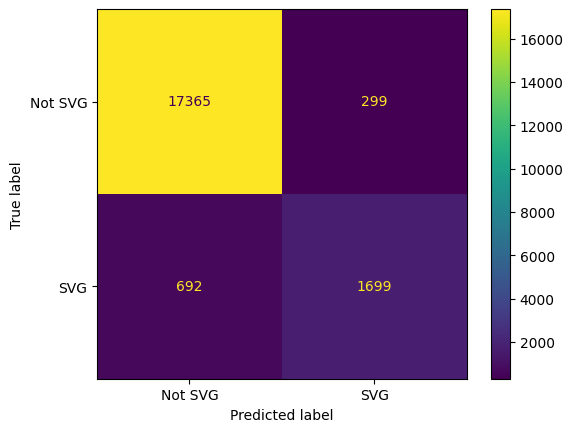 Not SVG
SVG
True label
17365
299
692
1699
Not SVG
SVG
Predicted label
16000
14000
12000
10000
8000
6000
4000
2000